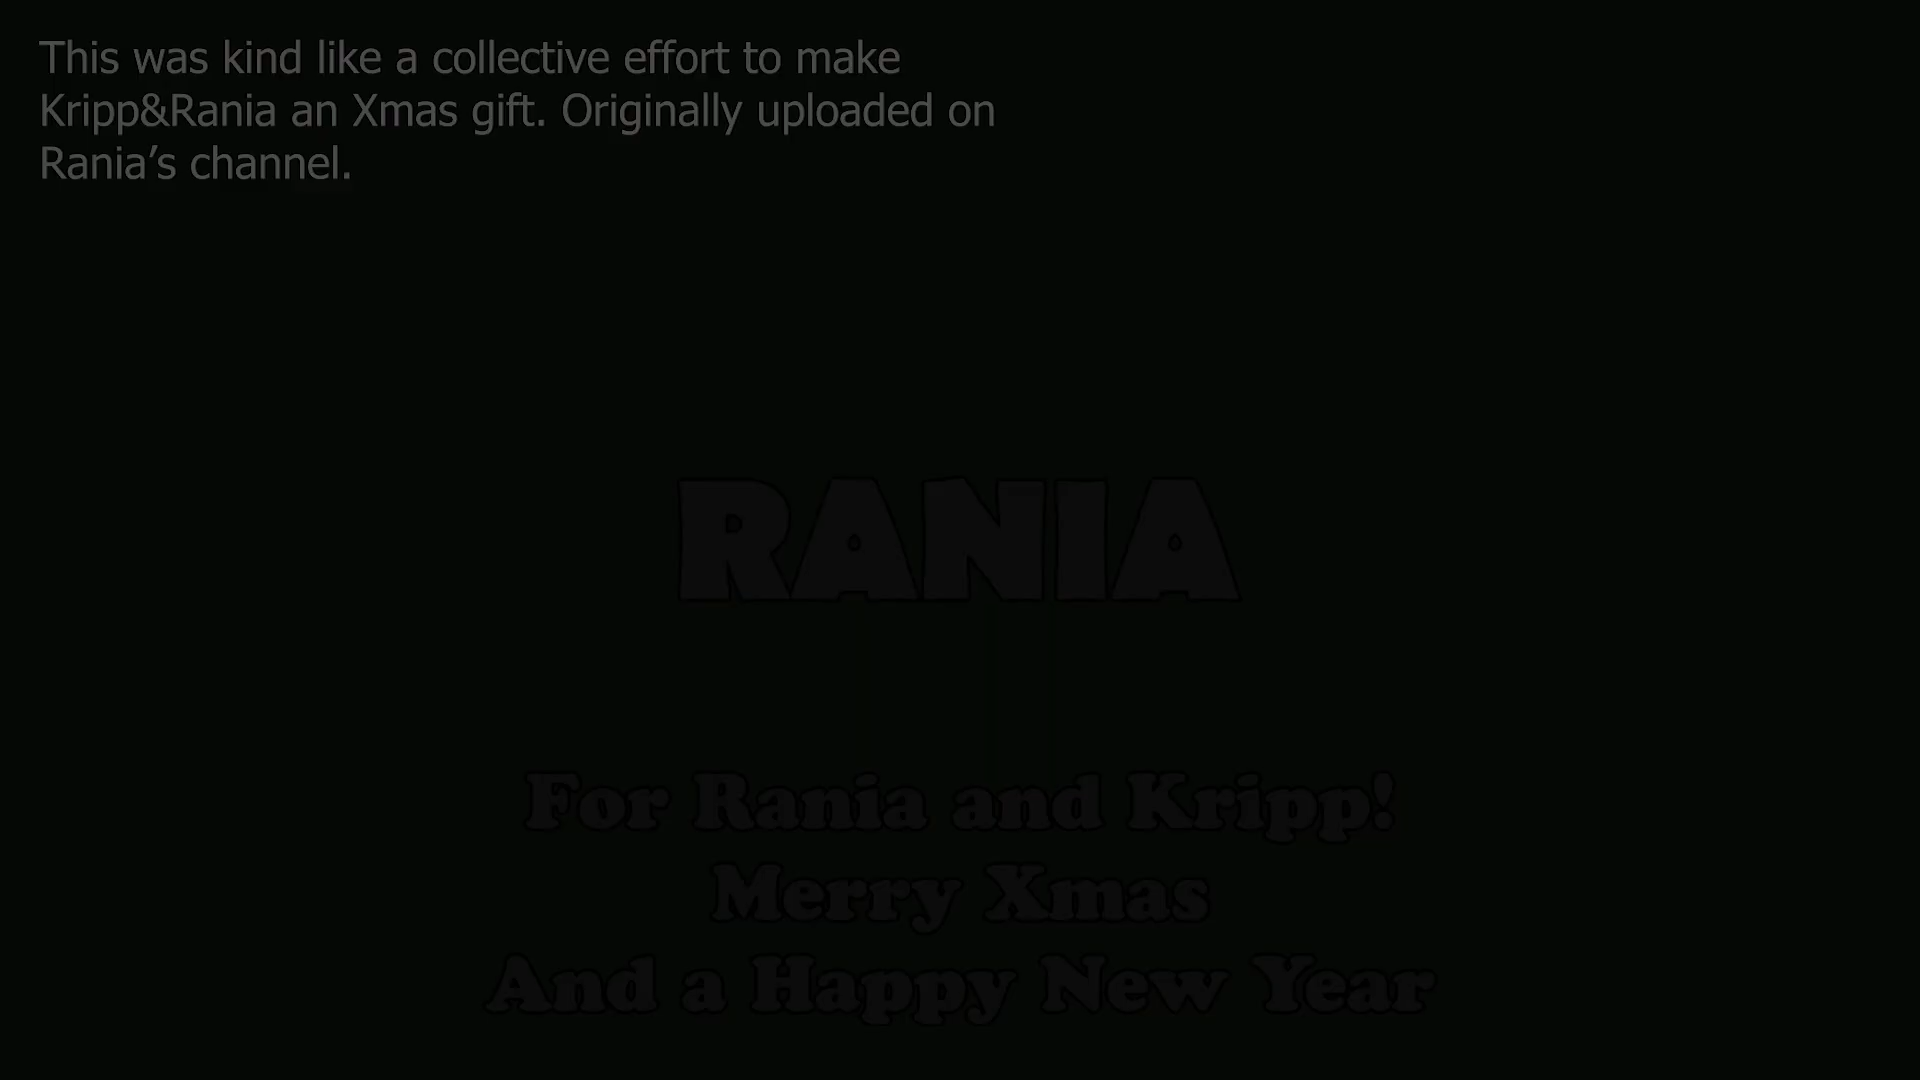 This was kind like a collective effort to make
Kripp&Rania an Xmas gift. Originally uploaded on
Rania’s channel.
RANIA
For Rania and Kripp!
Merry Xmas
And a Happy New Year